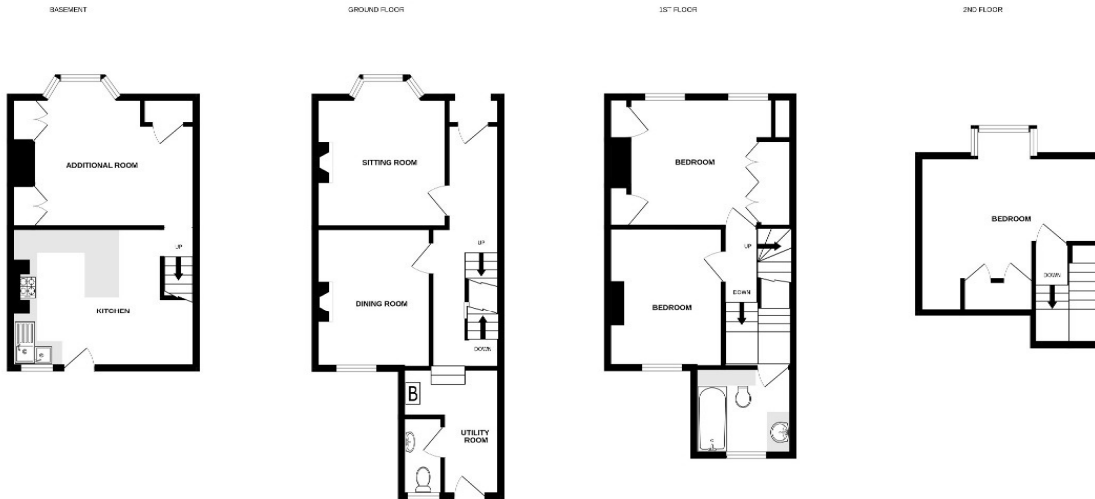 BASEMENT
GROUND FLOOR
1ST FLOOR
2ND FLOOR
ADDITIONAL ROOM
UP
KITCHEN
SITTING ROOM
UP
DINING ROOM
DOWN
B
UTILITY
ROOM
BEDROOM
UP
DOWN
BEDROOM
BEDROOM
DOWN